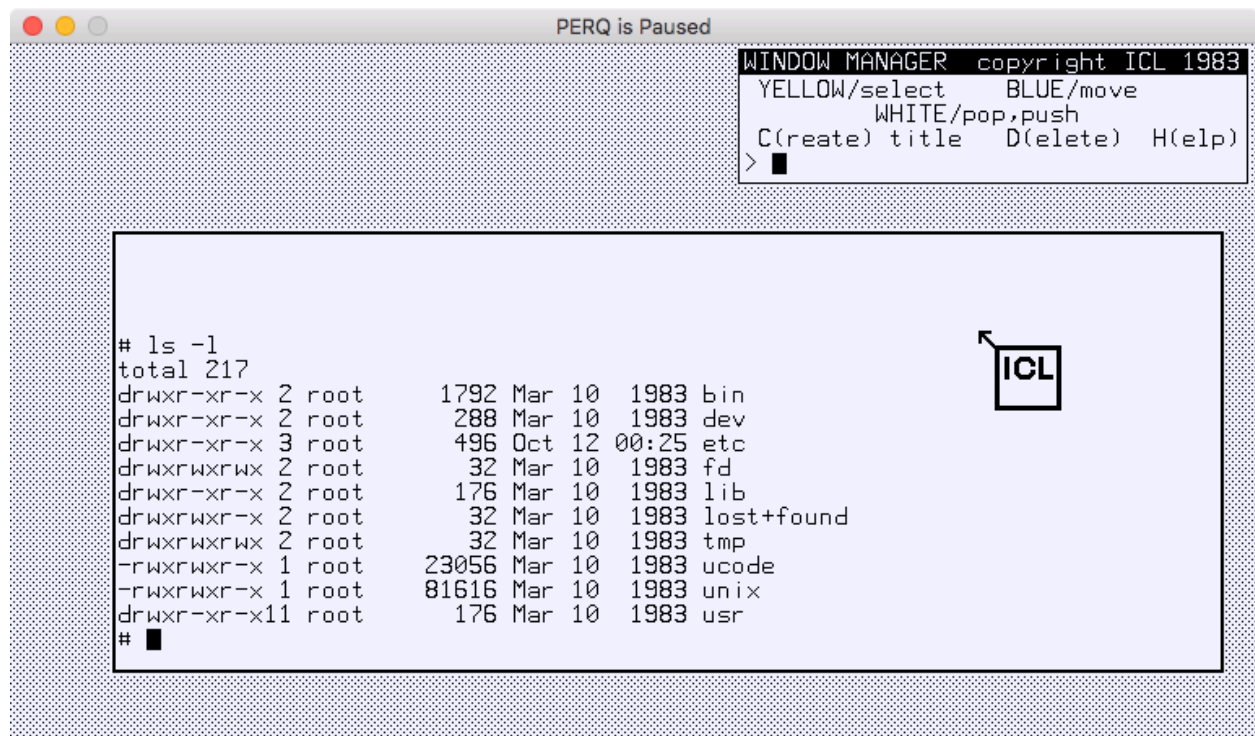 PERQ is Paused
WINDOW MANAGER  copyright ICL 1983
YELLOW/select    BLUE/move
WHITE/pop,push
C(reate) title   D(elete)  H(elp)
>
# ls -l
total 217
drwxr-xr-x 2 root     1792 Mar 10  1983 bin
drwxr-xr-x 2 root      288 Mar 10  1983 dev
drwxr-xr-x 3 root      496 Oct 12 00:25 etc
drwxrwxrwx 2 root       32 Mar 10  1983 fd
drwxr-xr-x 2 root      176 Mar 10  1983 lib
drwxrwxr-x 2 root       32 Mar 10  1983 lost+found
drwxrwxrwx 2 root       32 Mar 10  1983 tmp
-rwxrwxr-x 1 root    23056 Mar 10  1983 ucode
-rwxrwxr-x 1 root    81616 Mar 10  1983 unix
drwxr-xr-x11 root      176 Mar 10  1983 usr
#
ICL